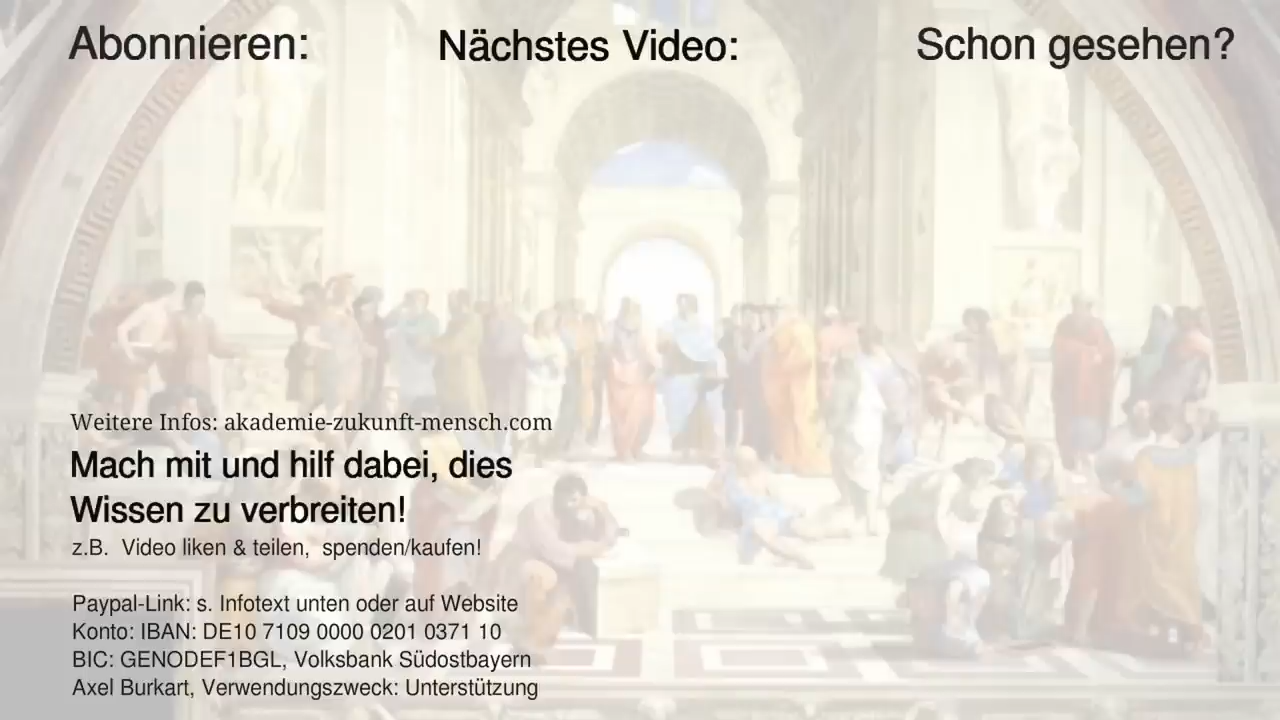 Abonnieren:
Nächstes Video:
Schon gesehen?
Weitere Infos: akademie-zukunft-mensch.com
Mach mit und hilf dabei, dies
Wissen zu verbreiten!
z.B. Video liken & teilen, spenden/kaufen!
Paypal-Link: s. Infotext unten oder auf Website
Konto: IBAN: DE10 7109 0000 0201 0371 10
BIC: GENODEF1BGL, Volksbank Südostbayern
Axel Burkart, Verwendungszweck: Unterstützung